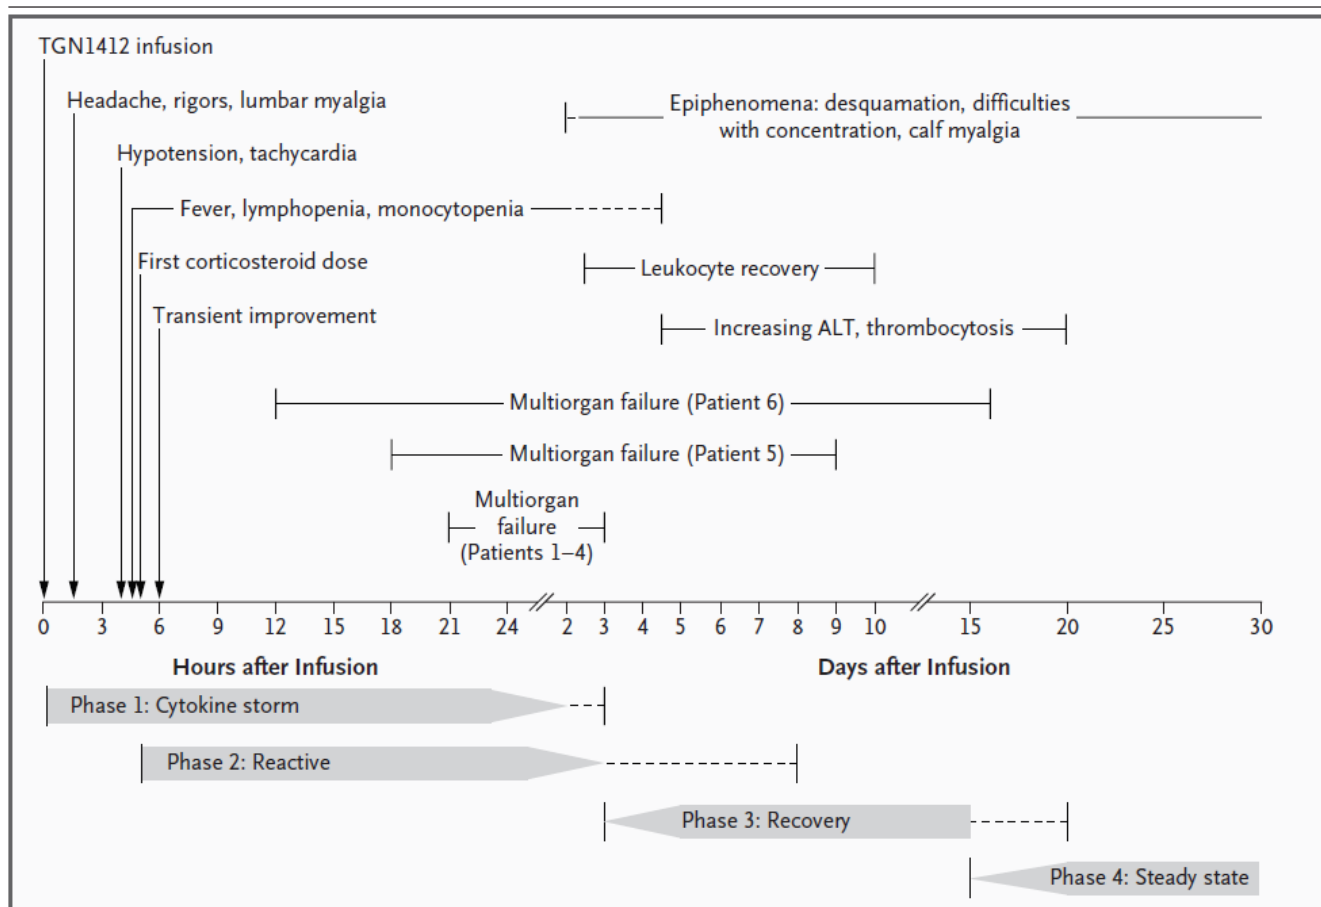 TGN1412 infusion
Headache, rigors, lumbar myalgia
Epiphenomena: desquamation, difficulties
with concentration, calf myalgia
Hypotension, tachycardia
Fever, lymphopenia, monocytopenia
First corticosteroid dose
Leukocyte recovery
Transient improvement
Increasing ALT, thrombocytosis
Multiorgan failure (Patient 6)
Multiorgan failure (Patient 5)
Multiorgan
failure
(Patients 1–4)
0 3 6 9 12 15 18 21 24 2 3 4 5 6 7 8 9 10 15 20 25 30
Hours after Infusion Days after Infusion
Phase 1: Cytokine storm
Phase 2: Reactive
Phase 3: Recovery
Phase 4: Steady state